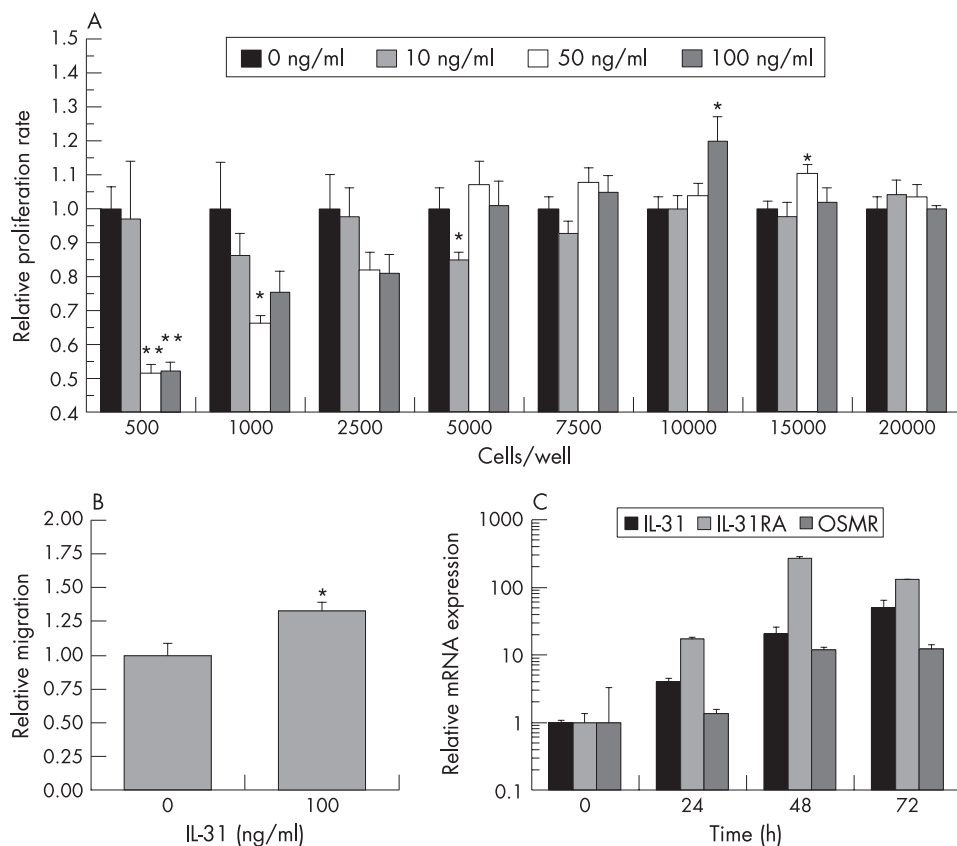 A
1.5
1.4
1.3
1.2
1.1
1.0
0.9
0.8
0.7
0.6
0.5
0.4
Relative proliferation rate
0 ng/ml 10 ng/ml 50 ng/ml 100 ng/ml
** ** * * * *
500 1000 2500 5000 7500 10000 15000 20000
Cells/well
B
2.00
1.75
1.50
1.25
1.00
0.75
0.50
0.25
0.00
Relative migration
*
0 100
IL-31 (ng/ml)
C
1000
100
10
1
0.1
Relative mRNA expression
IL-31 IL-31RA OSMR
0 24 48 72
Time (h)